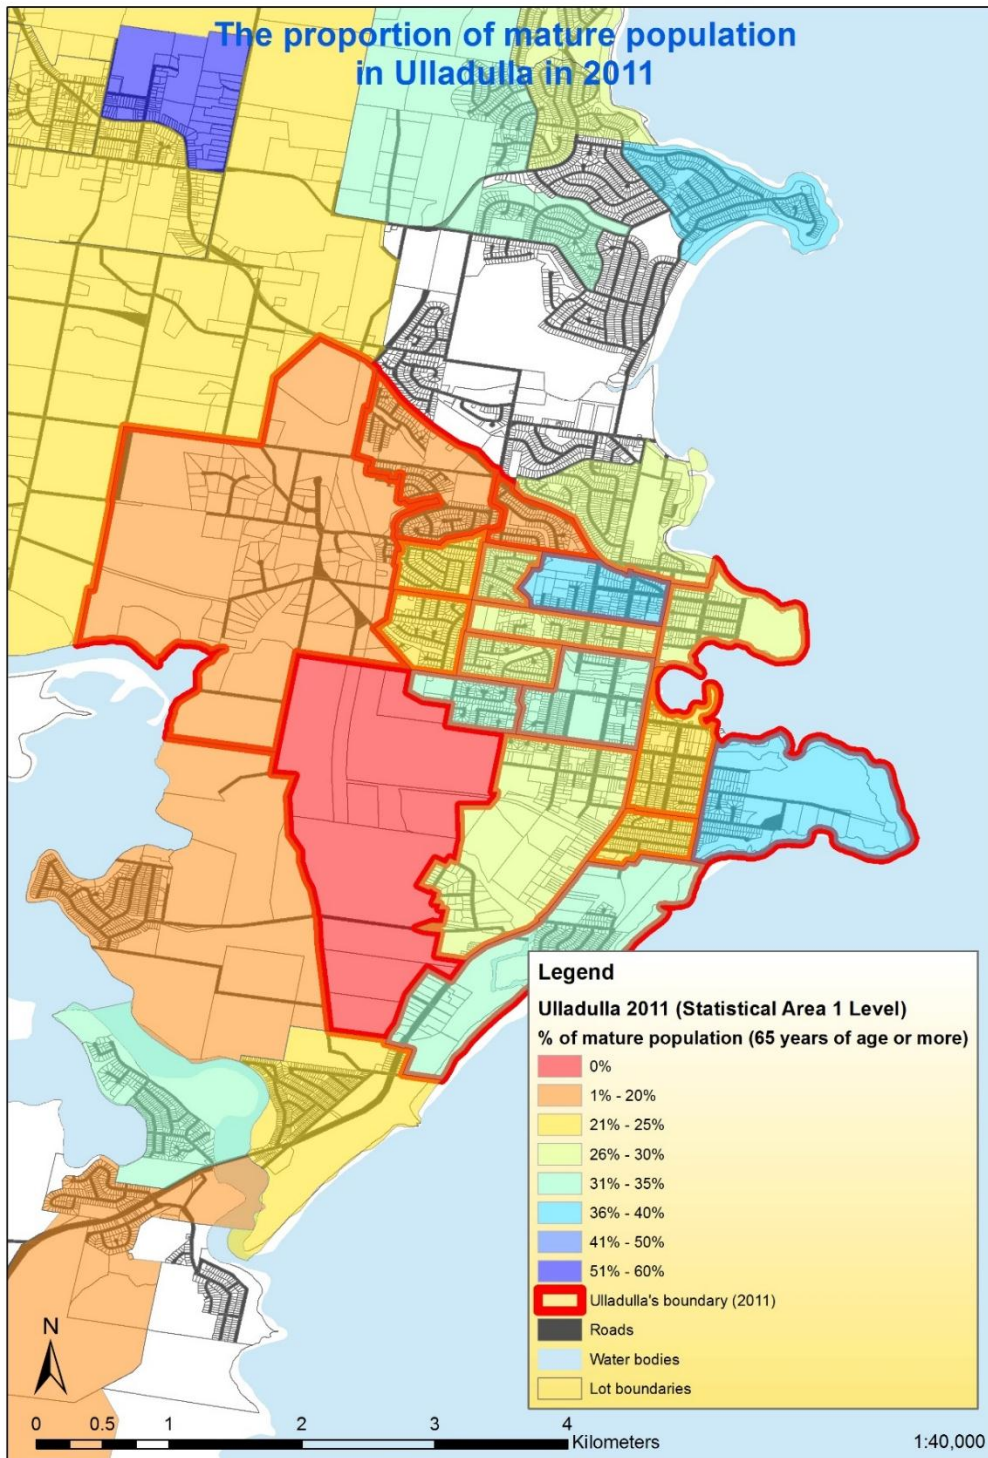 The proportion of mature population
in Ulladulla in 2011
Legend
Ulladulla 2011 (Statistical Area 1 Level)
% of mature population (65 years of age or more)
0%
1% - 20%
21% - 25%
26% - 30%
31% - 35%
36% - 40%
41% - 50%
51% - 60%
Ulladulla's boundary (2011)
Roads
Water bodies
Lot boundaries
N
0 0.5 1 2 3 4
Kilometers
1:40,000